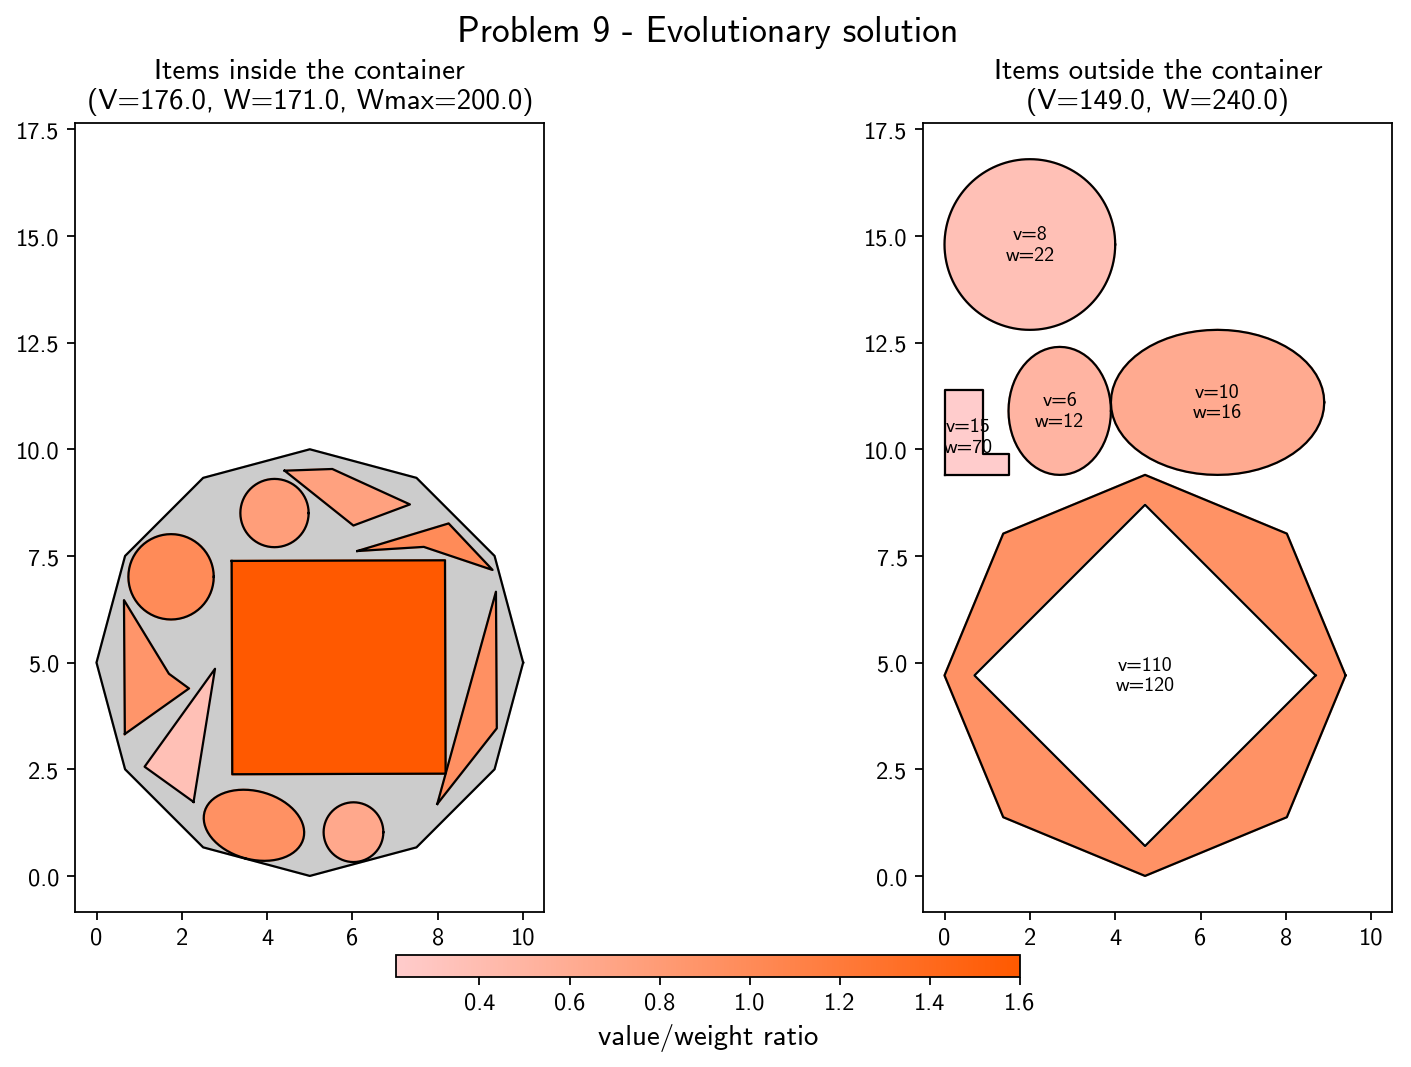 Problem 9 - Evolutionary solution
Items inside the container
(V=176.0, W=171.0, Wmax=200.0)
17.5
15.0
12.5
10.0
7.5
5.0
2.5
0.0
0 2 4 6 8 10
Items outside the container
(V=149.0, W=240.0)
17.5
15.0
12.5
10.0
7.5
5.0
2.5
0.0
v=8
w=22
v=15
w=70
v=6
w=12
v=10
w=16
v=110
w=120
0 2 4 6 8 10
0.4 0.6 0.8 1.0 1.2 1.4 1.6
value/weight ratio